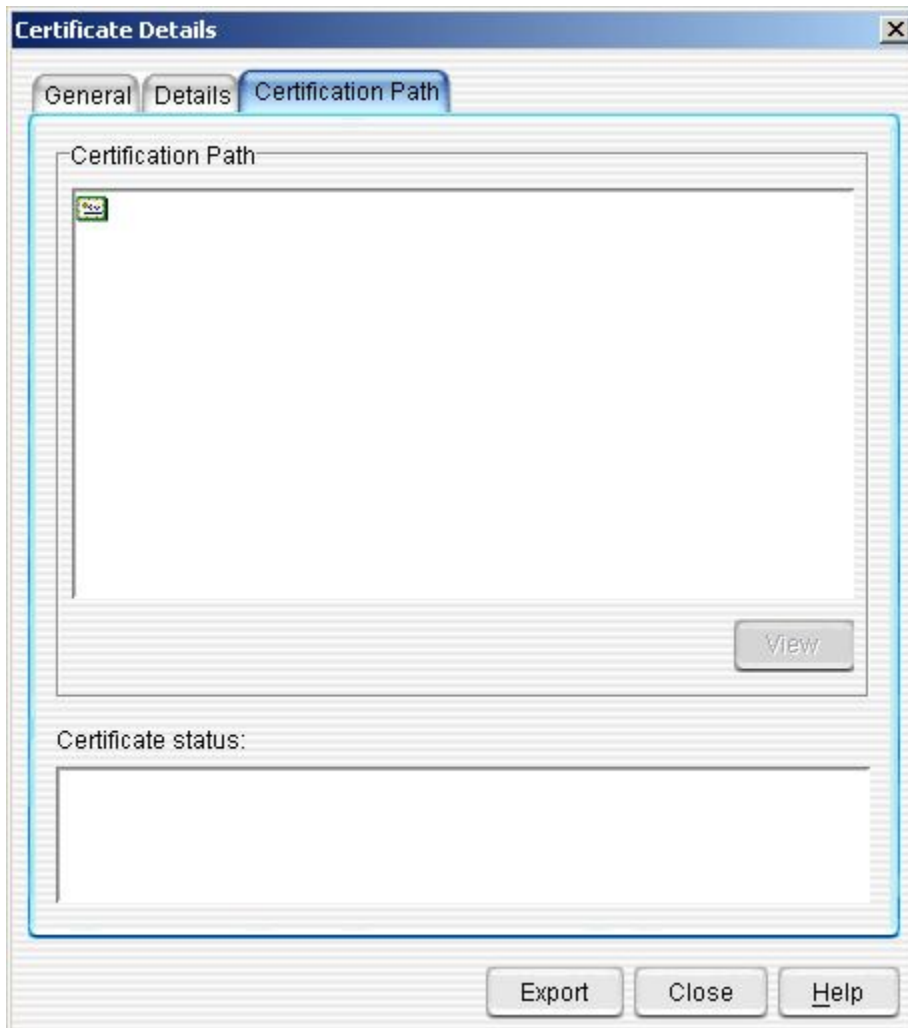 Certificate Details
General Details Certification Path
Certification Path
View
Certificate status:
Export Close Help